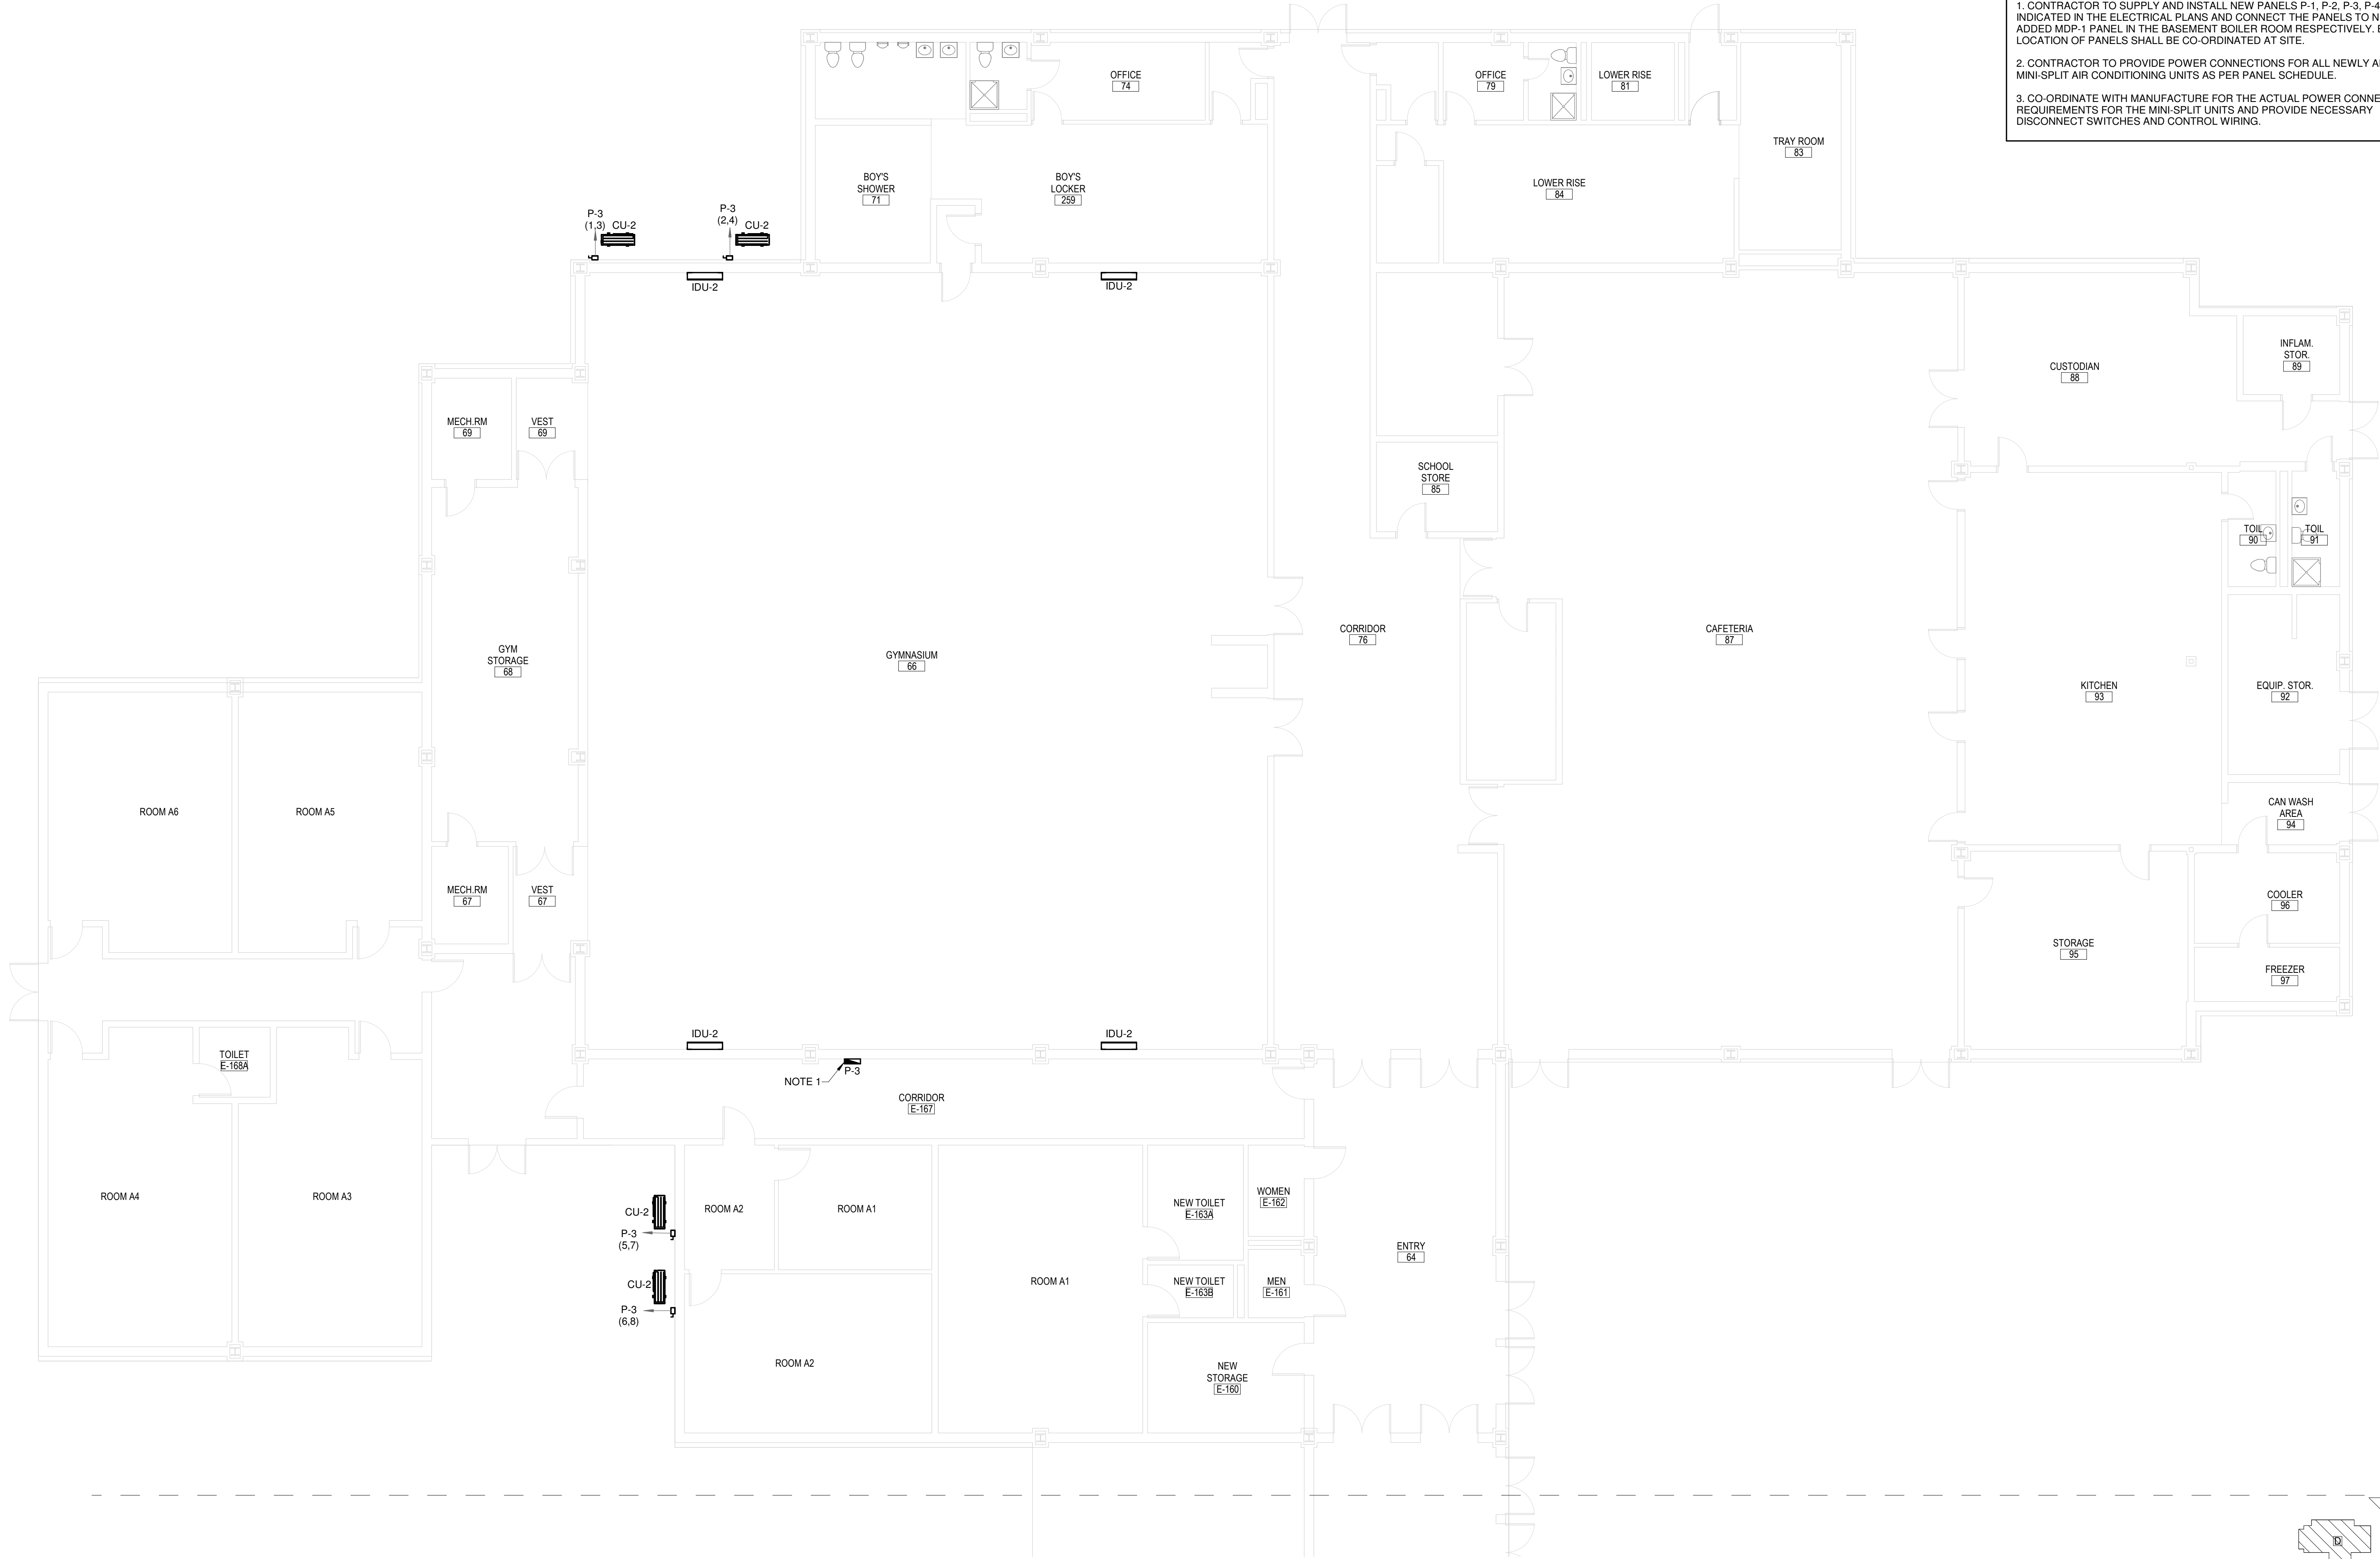 1. CONTRACTOR TO SUPPLY AND INSTALL NEW PANELS P-1, P-2, P-3, P-4
INDICATED IN THE ELECTRICAL PLANS AND CONNECT THE PANELS TO
ADDED MDP-1 PANEL IN THE BASEMENT BOILER ROOM RESPECTIVELY.
LOCATION OF PANELS SHALL BE CO-ORDINATED AT SITE.
2. CONTRACTOR TO PROVIDE POWER CONNECTIONS FOR ALL NEWLY
MINI-SPLIT AIR CONDITIONING UNITS AS PER PANEL SCHEDULE.
3. CO-ORDINATE WITH MANUFACTURE FOR THE ACTUAL POWER
REQUIREMENTS FOR THE MINI-SPLIT UNITS AND PROVIDE NECESSARY
DISCONNECT SWITCHES AND CONTROL WIRING.
OFFICE
74
OFFICE
79
LOWER RISE
81
TRAY ROOM
83
BOY'S
SHOWER
71
BOY'S
LOCKER
259
LOWER RISE
84
P-3
(1,3)
CU-2
P-3
(2,4)
CU-2
IDU-2
IDU-2
INFLAM.
STOR.
89
CUSTODIAN
88
MECH.RM
69
VEST
69
SCHOOL
STORE
85
TOIL
90
TOIL
91
GYM
STORAGE
68
GYMNASIUM
66
CORRIDOR
76
CAFETERIA
87
KITCHEN
93
EQUIP. STOR.
92
ROOM A6
ROOM A5
CAN WASH
AREA
94
MECH.RM
67
VEST
67
COOLER
96
STORAGE
95
FREEZER
97
IDU-2
IDU-2
TOILET
E-168A
NOTE 1
P-3
CORRIDOR
E-167
ROOM A4
ROOM A3
CU-2
P-3
(5,7)
ROOM A2
ROOM A1
NEW TOILET
E-163A
WOMEN
E-162
ENTRY
64
CU-2
P-3
(6,8)
ROOM A1
NEW TOILET
E-163B
MEN
E-161
ROOM A2
NEW
STORAGE
E-160
D